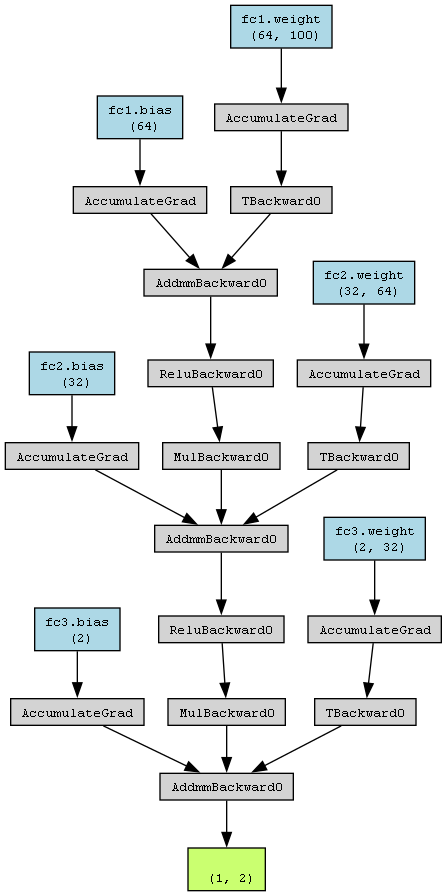 fc1.weight
(64, 100)
fc1.bias
(64)
AccumulateGrad
AccumulateGrad
TBackward0
AddmmBackward0
fc2.weight
(32, 64)
fc2.bias
(32)
ReluBackward0
AccumulateGrad
AccumulateGrad
MulBackward0
TBackward0
AddmmBackward0
fc3.weight
(2, 32)
fc3.bias
(2)
ReluBackward0
AccumulateGrad
AccumulateGrad
MulBackward0
TBackward0
AddmmBackward0
(1, 2)